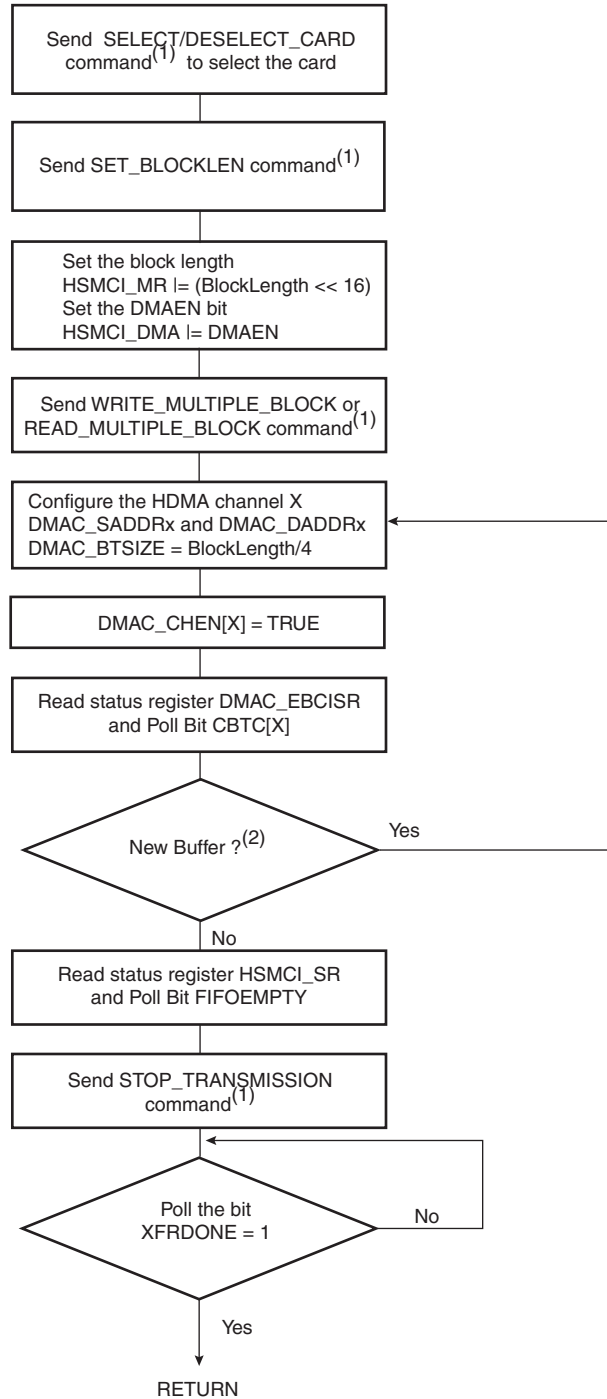 Send SELECT/DESELECT_CARD
command(1) to select the card
Send SET_BLOCKLEN command(1)
Set the block length
HSMCI_MR |= (BlockLength << 16)
Set the DMAEN bit
HSMCI_DMA |= DMAEN
Send WRITE_MULTIPLE_BLOCK or
READ_MULTIPLE_BLOCK command(1)
Configure the HDMA channel X
DMAC_SADDRx and DMAC_DADDRx
DMAC_BTSIZE = BlockLength/4
DMAC_CHEN[X] = TRUE
Read status register DMAC_EBCISR
and Poll Bit CBTC[X]
New Buffer ?(2)
Yes
No
Read status register HSMCI_SR
and Poll Bit FIFOEMPTY
Send STOP_TRANSMISSION
command(1)
Poll the bit
XFRDONE = 1
No
Yes
RETURN